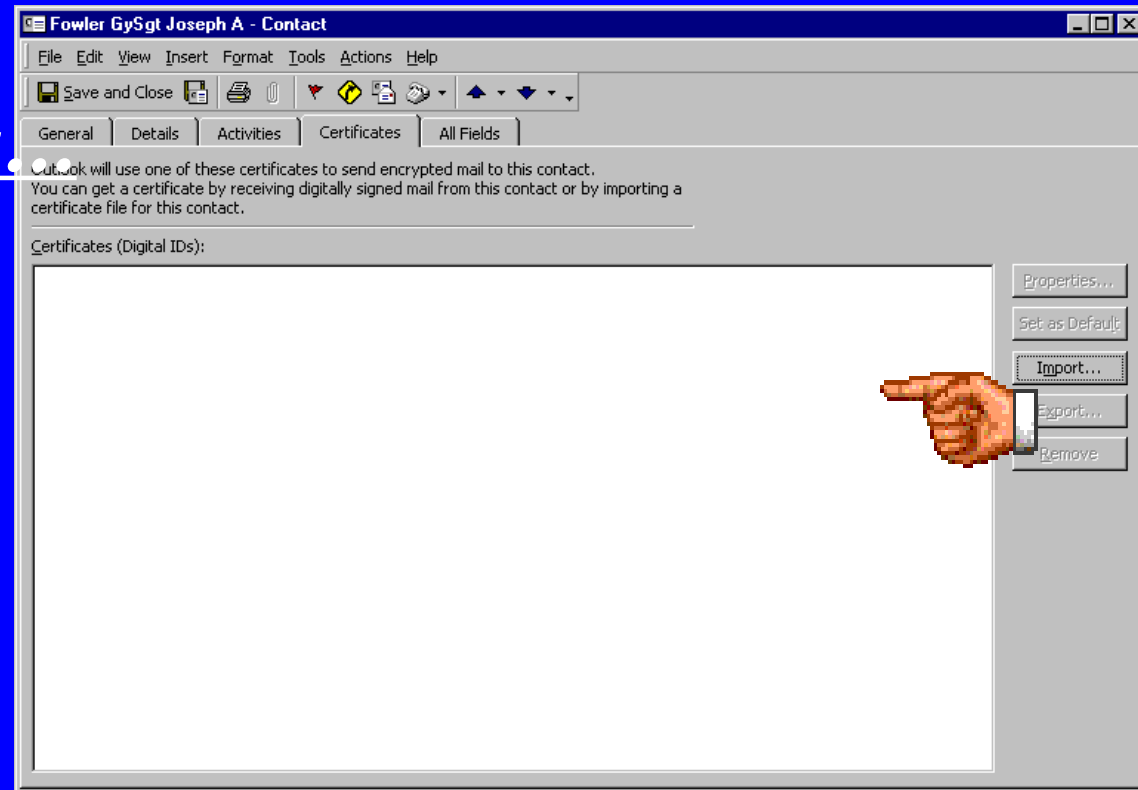 Fowler GySgt Joseph A - Contact
File Edit View Insert Format Tools Actions Help
Save and Close
General Details Activities Certificates All Fields
Outlook will use one of these certificates to send encrypted mail to this contact.
You can get a certificate by receiving digitally signed mail from this contact or by importing a
certificate file for this contact.
Certificates (Digital IDs):
Properties...
Set as Default
Import...
Export...
Remove